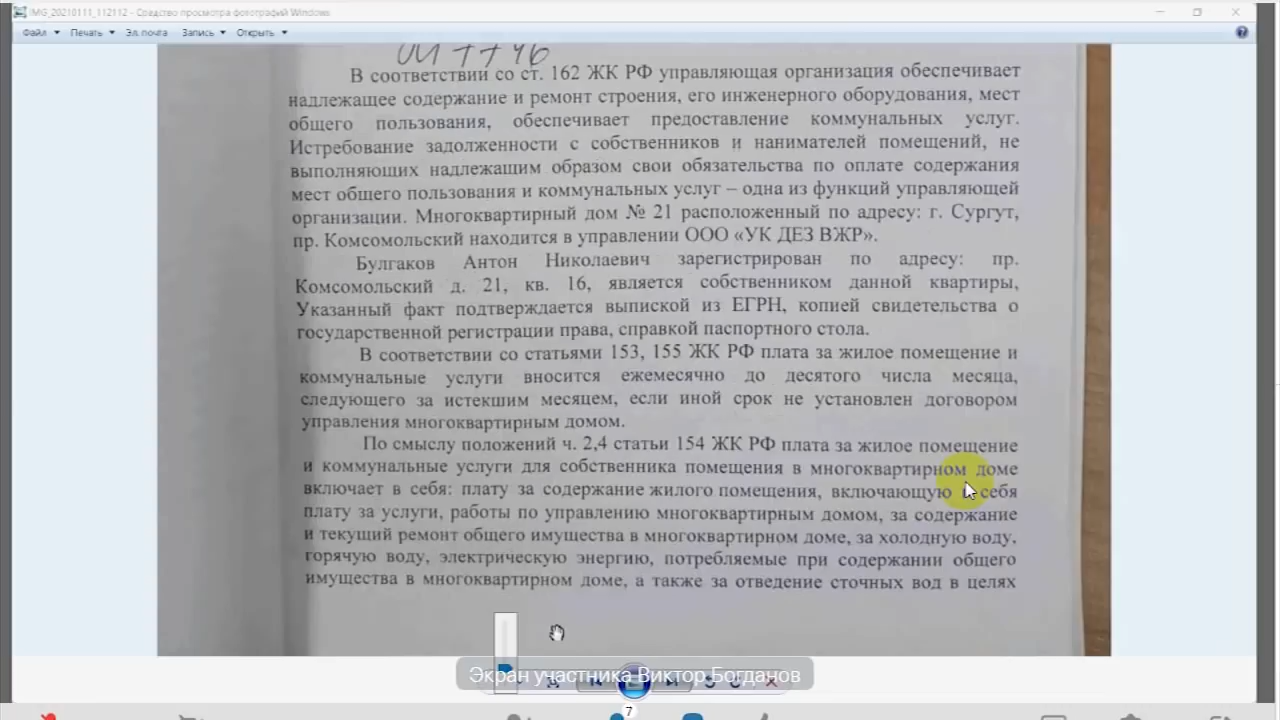 IMG_20210111_112112 - Средство просмотра фотографий Windows
Файл Печать Эл. почта Запись Открыть
В соответствии со ст. 162 ЖК РФ управляющая организация обеспечивает
надлежащее содержание и ремонт строения, его инженерного оборудования, мест
общего пользования, обеспечивает предоставление коммунальных услуг.
Истребование задолженности с собственников и нанимателей помещений, не
выполняющих надлежащим образом свои обязательства по оплате содержания
мест общего пользования и коммунальных услуг – одна из функций управляющей
организации. Многоквартирный дом № 21 расположенный по адресу: г. Сургут,
пр. Комсомольский находится в управлении ООО «УК ДЕЗ ВЖР».
Булгаков Антон Николаевич зарегистрирован по адресу: пр.
Комсомольский д. 21, кв. 16, является собственником данной квартиры,
Указанный факт подтверждается выпиской из ЕГРН, копией свидетельства о
государственной регистрации права, справкой паспортного стола.
В соответствии со статьями 153, 155 ЖК РФ плата за жилое помещение и
коммунальные услуги вносится ежемесячно до десятого числа месяца,
следующего за истекшим месяцем, если иной срок не установлен договором
управления многоквартирным домом.
По смыслу положений ч. 2,4 статьи 154 ЖК РФ плата за жилое помещение
и коммунальные услуги для собственника помещения в многоквартирном доме
включает в себя: плату за содержание жилого помещения, включающую в себя
плату за услуги, работы по управлению многоквартирным домом, за содержание
и текущий ремонт общего имущества в многоквартирном доме, за холодную воду,
горячую воду, электрическую энергию, потребляемые при содержании общего
имущества в многоквартирном доме, а также за отведение сточных вод в целях
Экран участника Виктор Богданов
7